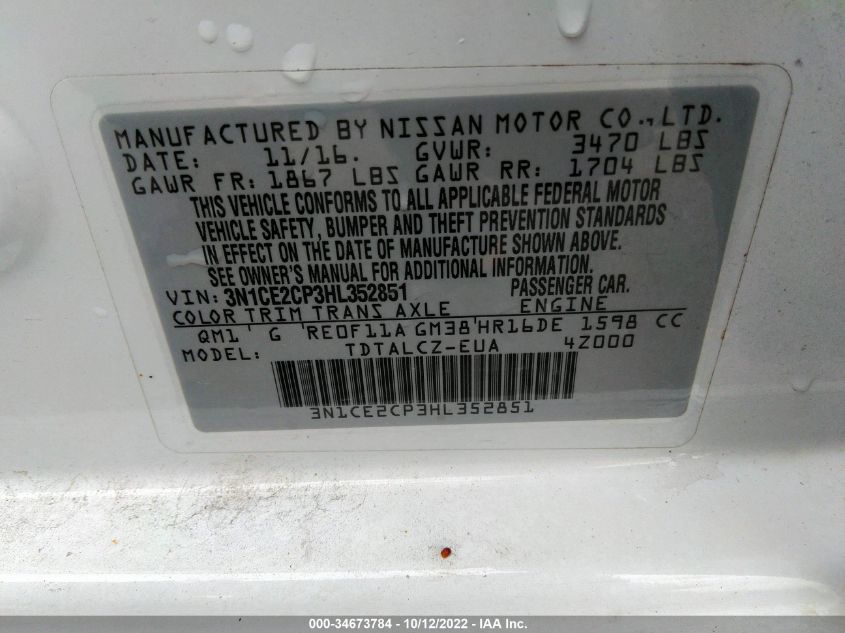 MANUFACTURED BY NISSAN MOTOR CO.,LTD.
DATE: 11/16. GVWR: 3470 LBS
GAWR FR: 1867 LBS GAWR RR: 1704 LBS
THIS VEHICLE CONFORMS TO ALL APPLICABLE FEDERAL MOTOR
VEHICLE SAFETY, BUMPER AND THEFT PREVENTION STANDARDS
IN EFFECT ON THE DATE OF MANUFACTURE SHOWN ABOVE.
SEE OWNER'S MANUAL FOR ADDITIONAL INFORMATION.
VIN: 3N1CE2CP3HL352851 PASSENGER CAR.
COLOR TRIM TRANS AXLE ENGINE
QM1 ' G ' RE0F11A GM38 ' HR16DE 1598 CC
MODEL: TDTALCZ-EUA 4Z000
3N1CE2CP3HL352851
000-34673784 - 10/12/2022 - IAA Inc.